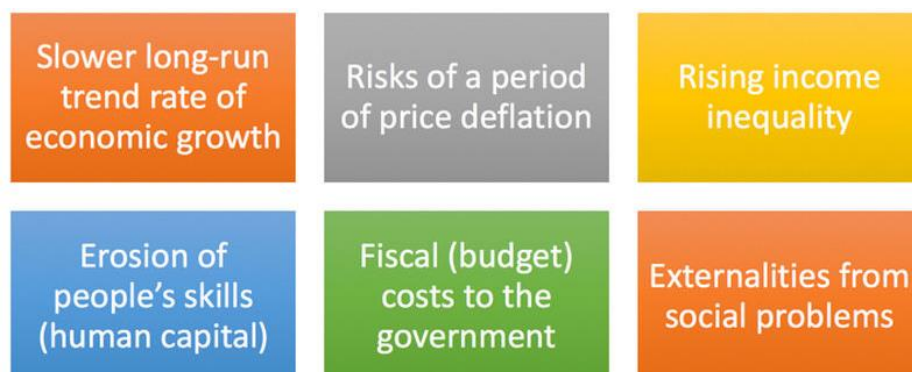 Slower long-run
trend rate of
economic growth
Risks of a period
of price deflation
Rising income
inequality
Erosion of
people's skills
(human capital)
Fiscal (budget)
costs to the
government
Externalities from
social problems